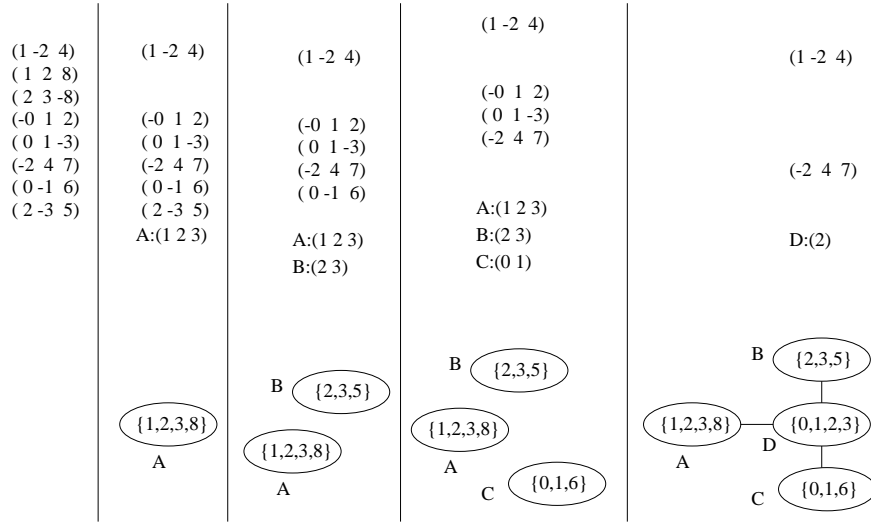 (1 -2 4)
( 1 2 8)
( 2 3 -8)
(-0 1 2)
( 0 1 -3)
(-2 4 7)
( 0 -1 6)
( 2 -3 5)
(1 -2 4)
(-0 1 2)
( 0 1 -3)
(-2 4 7)
( 0 -1 6)
( 2 -3 5)
A:(1 2 3)
{1,2,3,8}
A
(1 -2 4)
(-0 1 2)
( 0 1 -3)
(-2 4 7)
( 0 -1 6)
A:(1 2 3)
B:(2 3)
B
{2,3,5}
{1,2,3,8}
A
(1 -2 4)
(-0 1 2)
( 0 1 -3)
(-2 4 7)
A:(1 2 3)
B:(2 3)
C:(0 1)
B
{2,3,5}
{1,2,3,8}
A
C
{0,1,6}
(1 -2 4)
(-2 4 7)
D:(2)
B
{2,3,5}
{1,2,3,8}
{0,1,2,3}
A
D
C
{0,1,6}